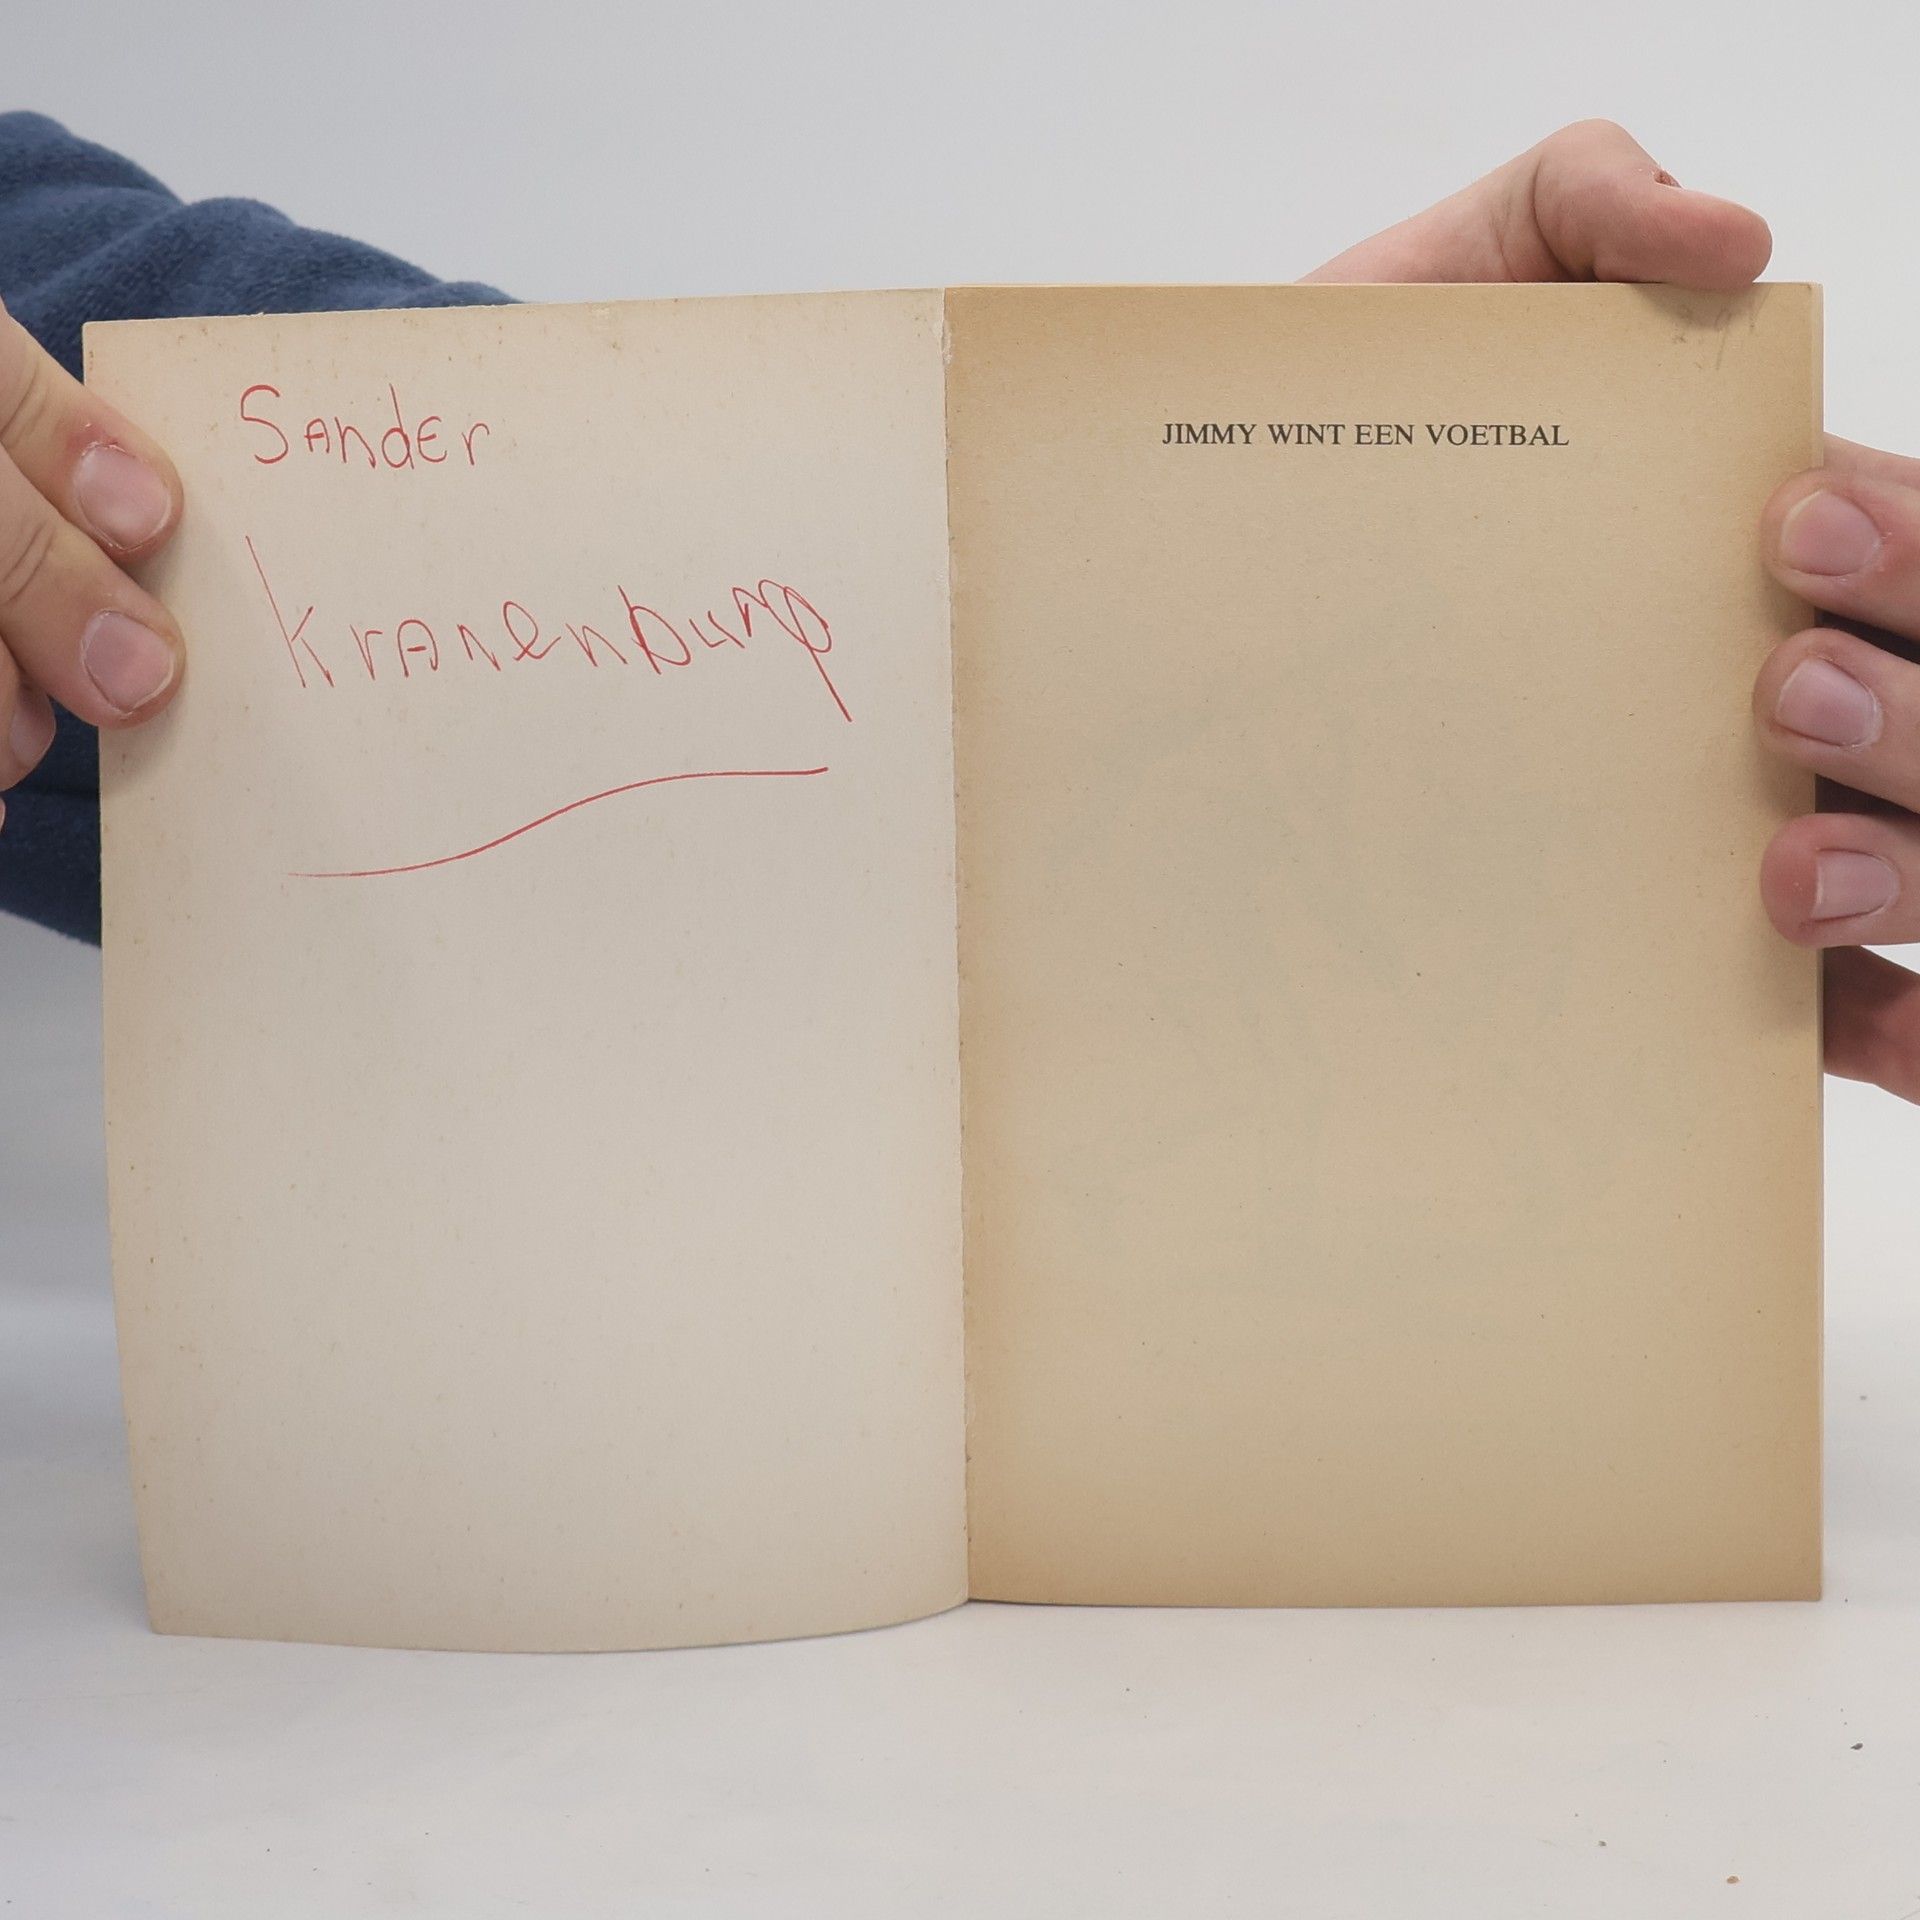 Sander
Kranenburg
JIMMY WINT EEN VOETBAL